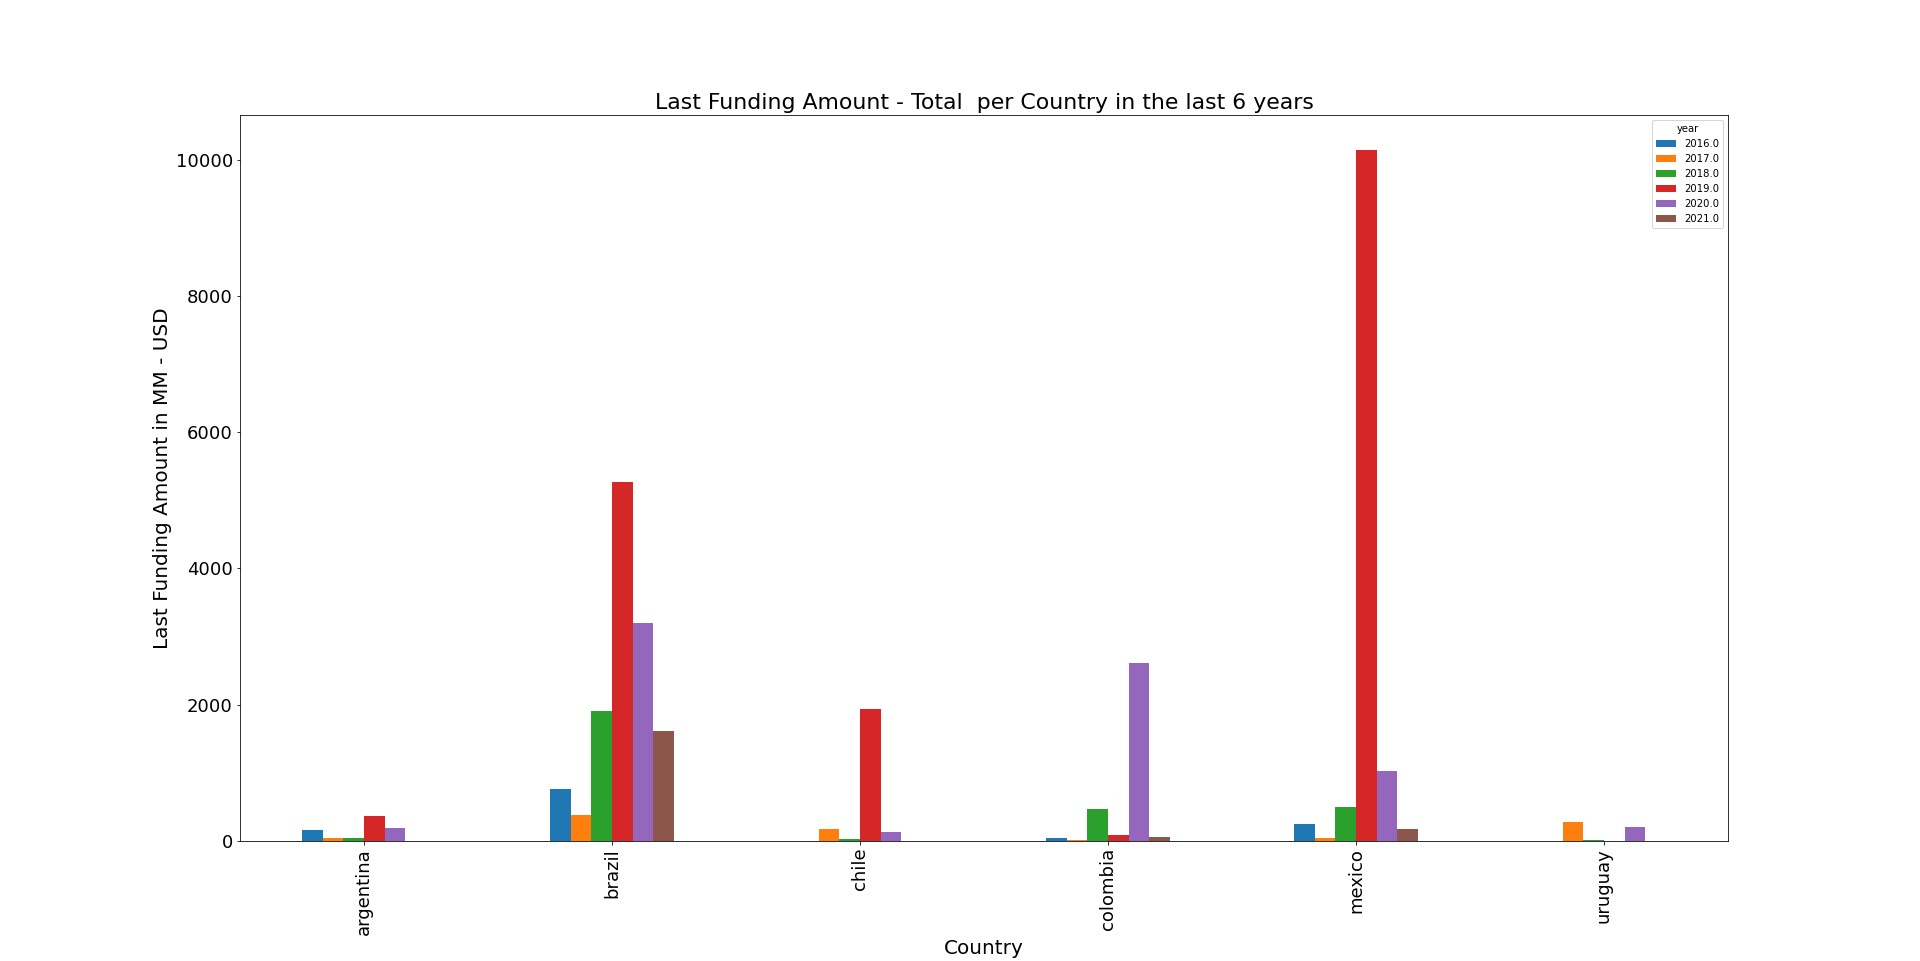 Last Funding Amount - Total  per Country in the last 6 years
year
2016.0
2017.0
2018.0
2019.0
2020.0
2021.0
Last Funding Amount in MM - USD
10000
8000
6000
4000
2000
0
argentina
brazil
chile
colombia
mexico
uruguay
Country